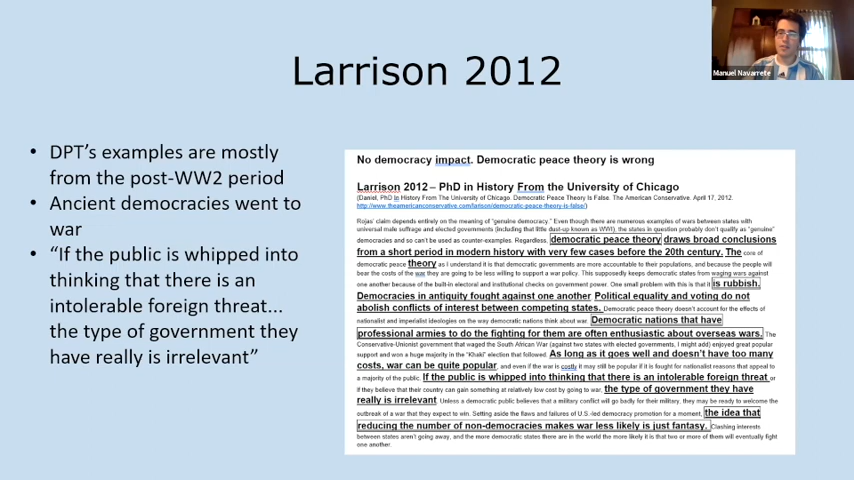 Larrison 2012
Manuel Navarrete
• DPT's examples are mostly
from the post-WW2 period
• Ancient democracies went to
war
• “If the public is whipped into
thinking that there is an
intolerable foreign threat...
the type of government they
have really is irrelevant”
No democracy impact. Democratic peace theory is wrong
Larrison 2012 – PhD in History From the University of Chicago
(Daniel, PhD in History From The University of Chicago. Democratic Peace Theory Is False. The American Conservative. April 17, 2012.
http://www.theamericanconservative.com/larison/democratic-peace-theory-is-false/)
Rojas' claim depends entirely on the meaning of “genuine democracy.” Even though there are numerous examples of wars between states with
universal male suffrage and elected governments (including that little dust-up known as WWI), the states in question probably don't qualify as “genuine”
democracies and so can't be used as counter-examples. Regardless, democratic peace theory draws broad conclusions
from a short period in modern history with very few cases before the 20th century. The core of
democratic peace theory as I understand it is that democratic governments are more accountable to their populations, and because the people will
bear the costs of the war they are going to be less willing to support a war policy. This supposedly keeps democratic states from waging wars against
one another because of the built-in electoral and institutional checks on government power. One small problem with this is that it is rubbish.
Democracies in antiquity fought against one another Political equality and voting do not
abolish conflicts of interest between competing states. Democratic peace theory doesn't account for the effects of
nationalist and imperialist ideologies on the way democratic nations think about war. Democratic nations that have
professional armies to do the fighting for them are often enthusiastic about overseas wars. The
Conservative-Unionist government that waged the South African War (against two states with elected governments, I might add) enjoyed great popular
support and won a huge majority in the “Khaki” election that followed. As long as it goes well and doesn't have too many
costs, war can be quite popular, and even if the war is costly it may still be popular if it is fought for nationalist reasons that appeal to
a majority of the public. If the public is whipped into thinking that there is an intolerable foreign threat or
if they believe that their country can gain something at relatively low cost by going to war, the type of government they have
really is irrelevant. Unless a democratic public believes that a military conflict will go badly for their military, they may be ready to welcome the
outbreak of a war that they expect to win. Setting aside the flaws and failures of U.S.-led democracy promotion for a moment, the idea that
reducing the number of non-democracies makes war less likely is just fantasy. Clashing interests
between states aren't going away, and the more democratic states there are in the world the more likely it is that two or more of them will eventually fight
one another.